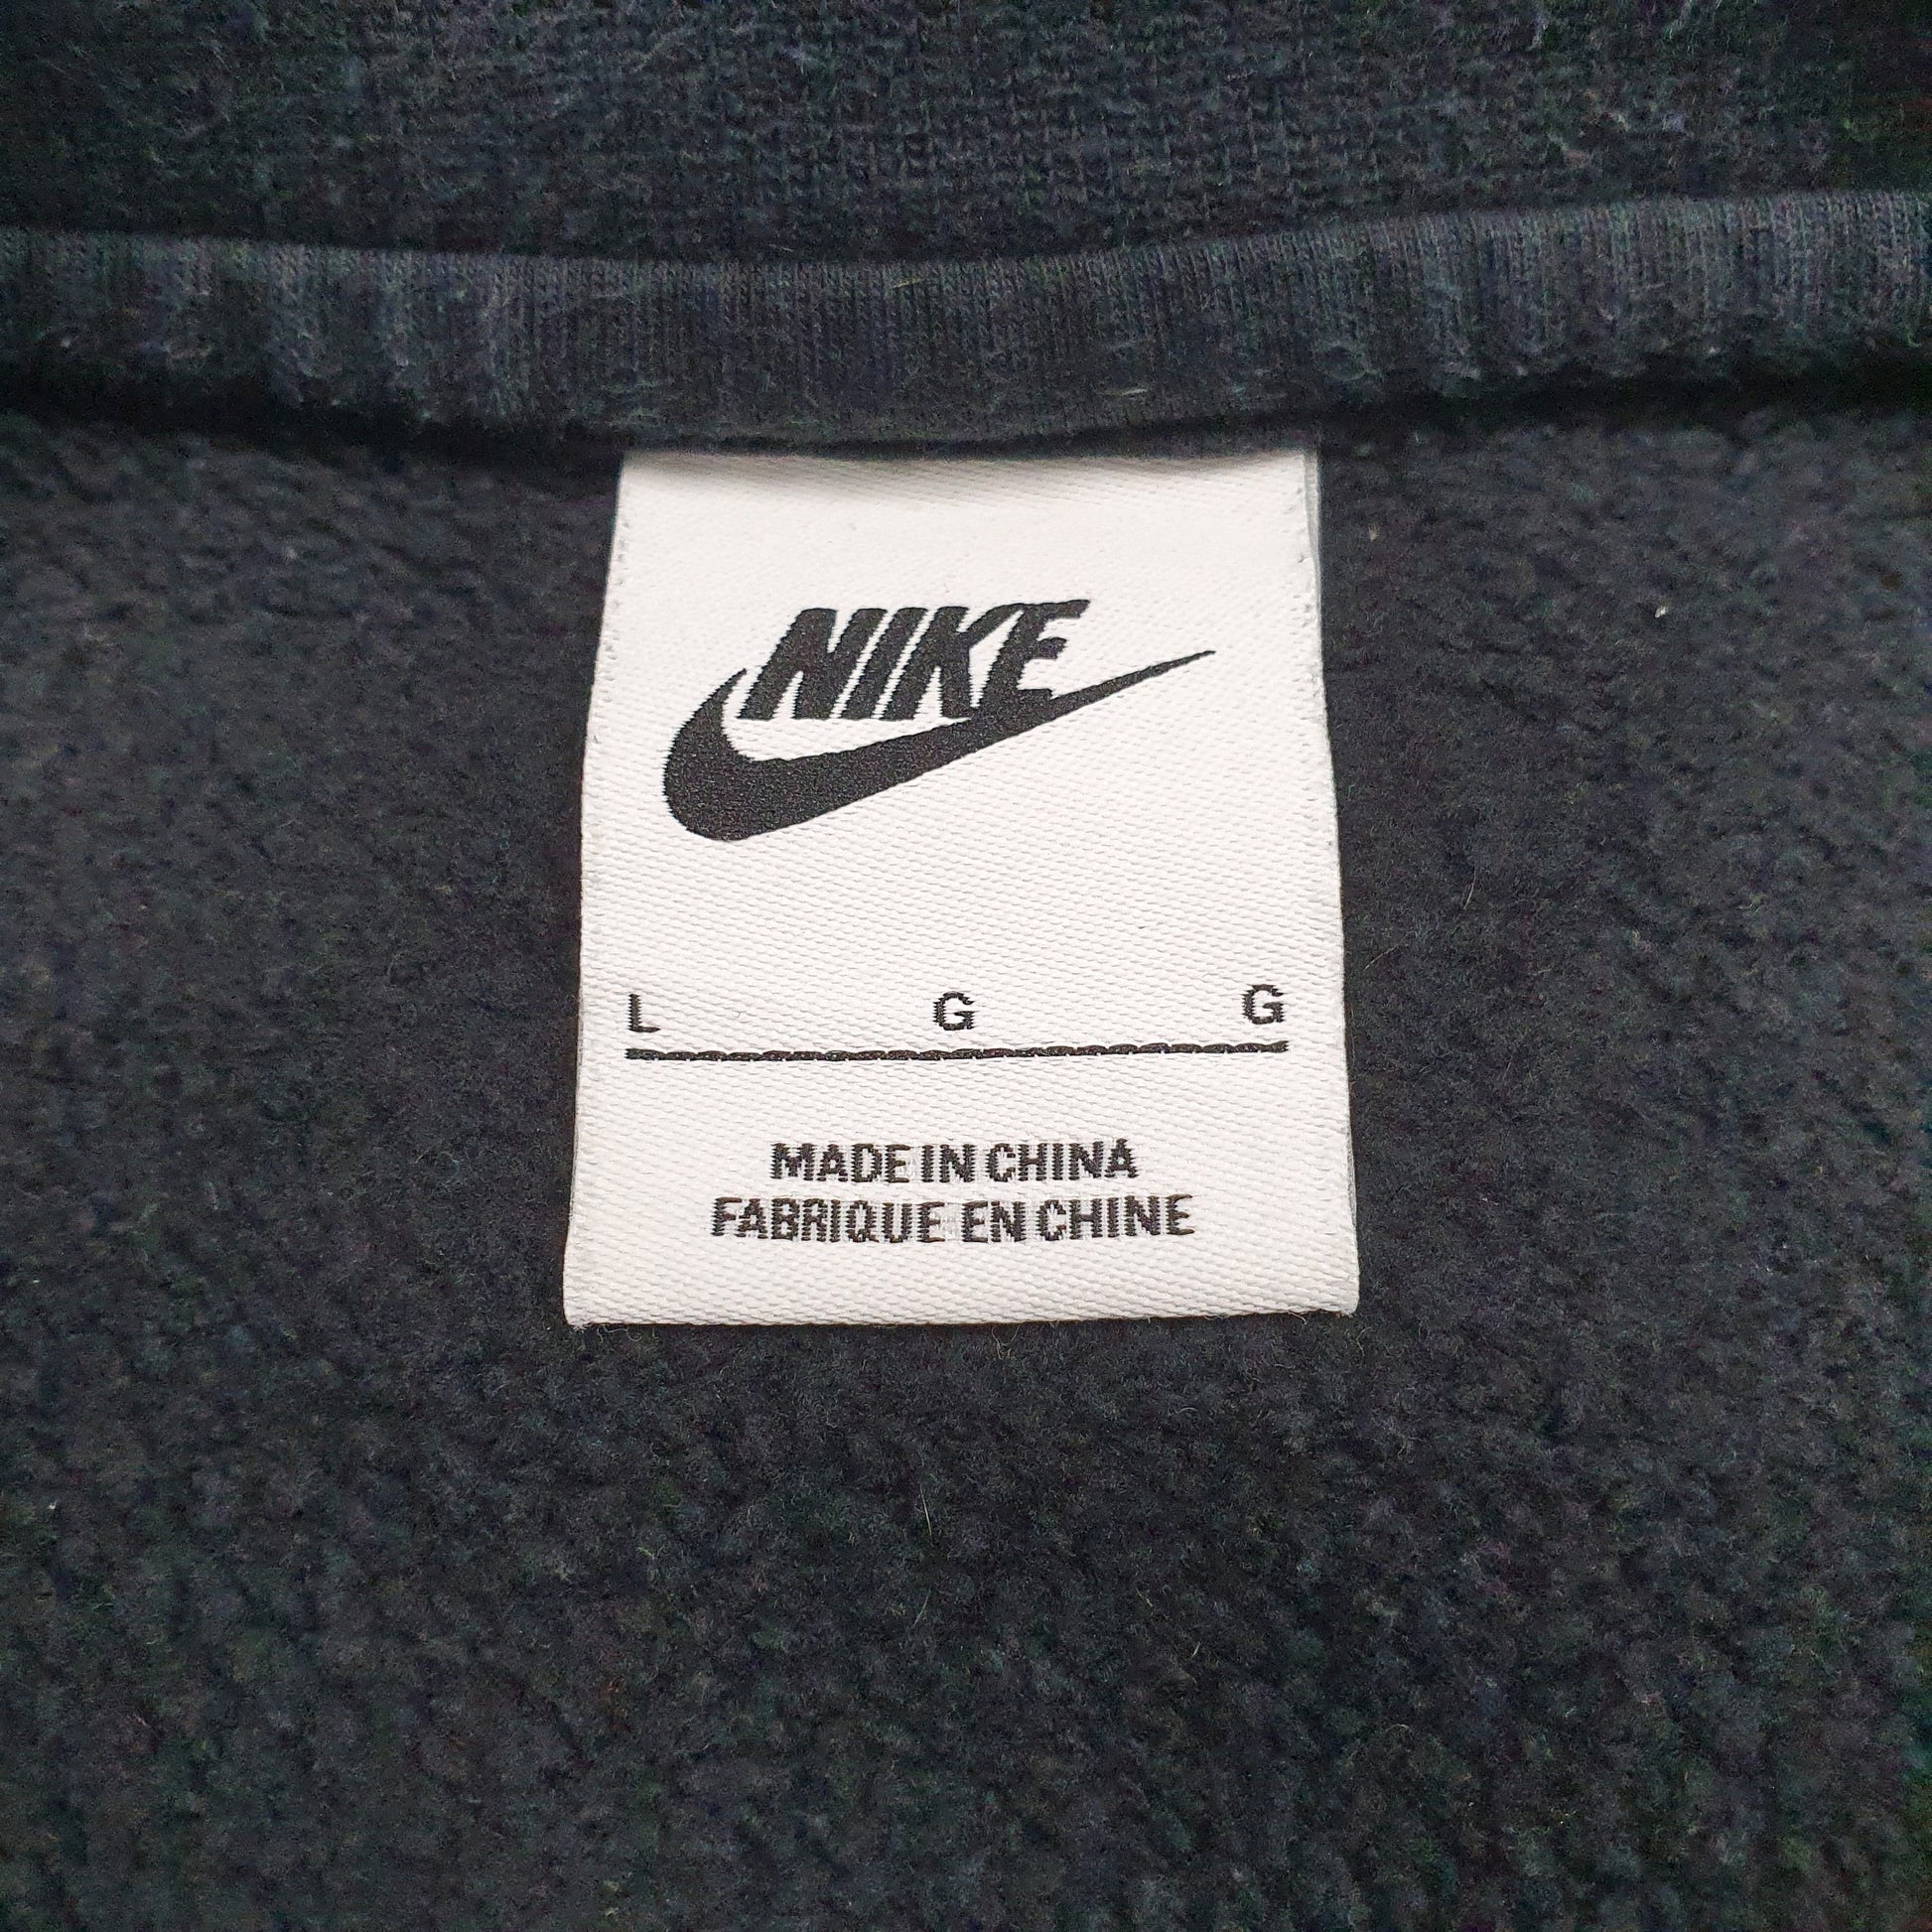 NIKE
L G G
MADE IN CHINA
FABRIQUE EN CHINE